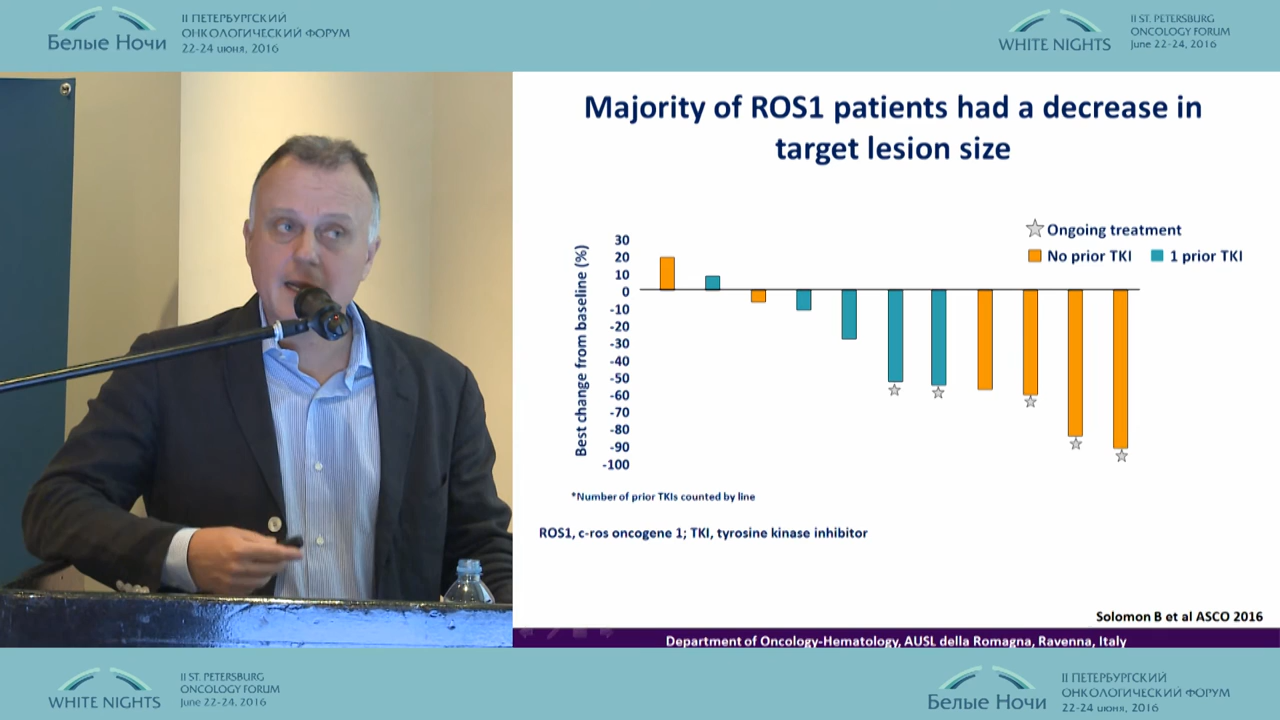 Белые Ночи
II ПЕТЕРБУРГСКИЙ
ОНКОЛОГИЧЕСКИЙ ФОРУМ
22-24 июня, 2016
WHITE NIGHTS
II ST. PETERSBURG
ONCOLOGY FORUM
June 22-24, 2016
Majority of ROS1 patients had a decrease in
target lesion size
Ongoing treatment
No prior TKI
1 prior TKI
Best change from baseline (%)
30
20
10
0
-10
-20
-30
-40
-50
-60
-70
-80
-90
-100
*Number of prior TKIs counted by line
ROS1, c-ros oncogene 1; TKI, tyrosine kinase inhibitor
Solomon B et al ASCO 2016
Department of Oncology-Hematology, AUSL della Romagna, Ravenna, Italy
WHITE NIGHTS
II ST. PETERSBURG
ONCOLOGY FORUM
June 22-24, 2016
Белые Ночи
II ПЕТЕРБУРГСКИЙ
ОНКОЛОГИЧЕСКИЙ ФОРУМ
22-24 июня, 2016